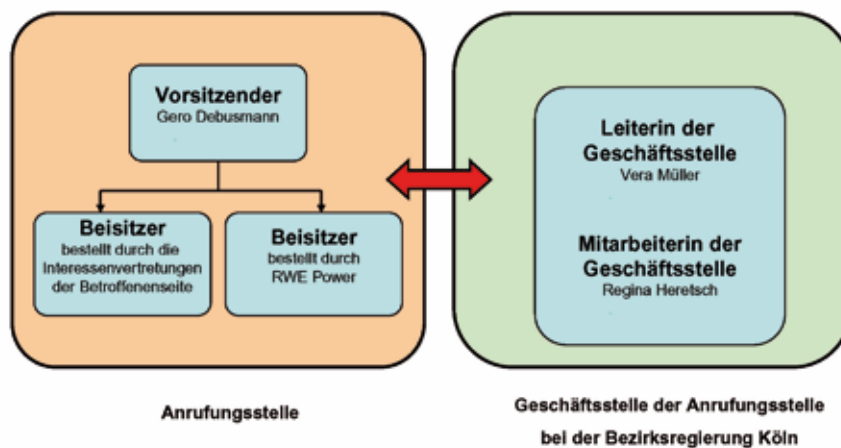 Vorsitzender
Gero Debusmann
Beisitzer
bestellt durch die
Interessenvertretungen
der Betroffenenseite
Beisitzer
bestellt durch
RWE Power
Anrufungsstelle
Leiterin der
Geschäftsstelle
Vera Müller
Mitarbeiterin der
Geschäftsstelle
Regina Heretsch
Geschäftsstelle der Anrufungsstelle
bei der Bezirksregierung Köln